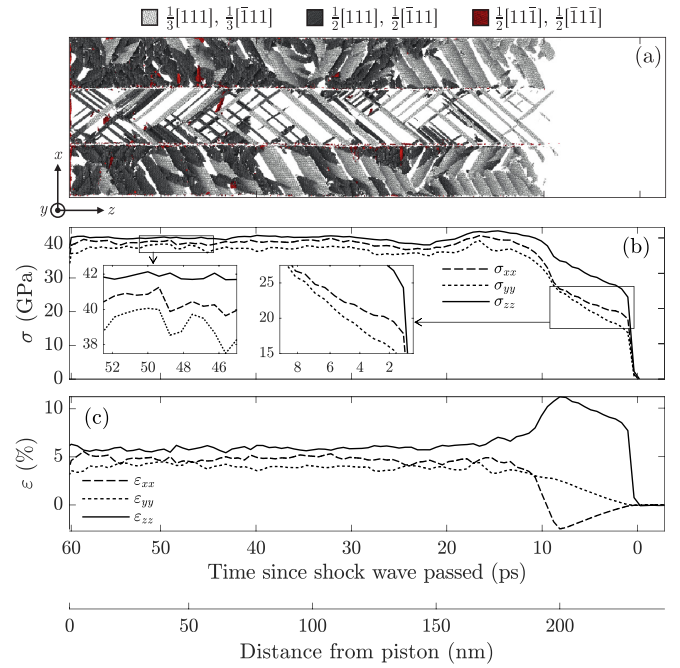 1/3[111], 1/3[1̄11] 1/2[111], 1/2[1̄11] 1/2[111̄], 1/2[1̄11̄]
(a)
x
y z
(b)
40
30
20
10
0
σ (GPa)
42
40
38
52 50 48 46
25
20
15
8 6 4 2
σxx
σyy
σzz
(c)
10
5
0
ε (%)
εxx
εyy
εzz
60 50 40 30 20 10 0
Time since shock wave passed (ps)
0 50 100 150 200
Distance from piston (nm)